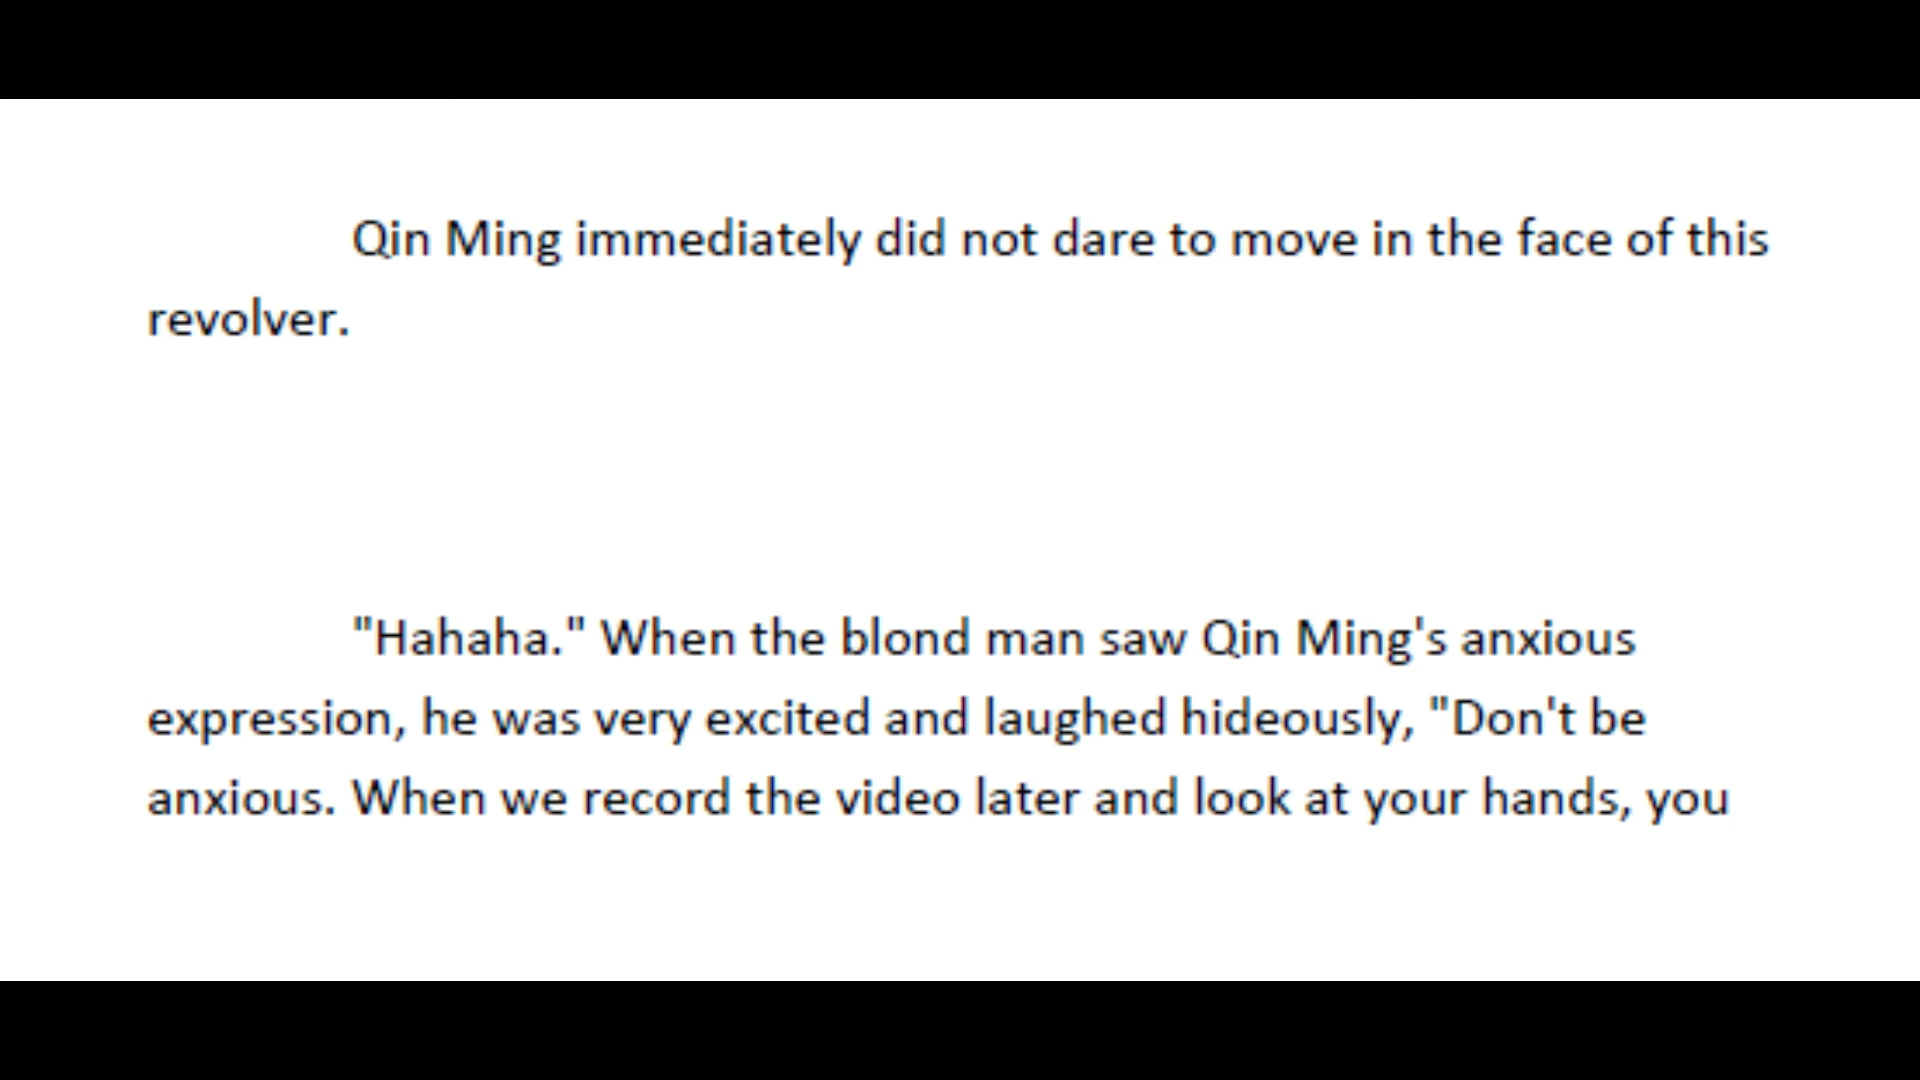 Qin Ming immediately did not dare to move in the face of this
revolver.
"Hahaha." When the blond man saw Qin Ming's anxious
expression, he was very excited and laughed hideously, "Don't be
anxious. When we record the video later and look at your hands, you